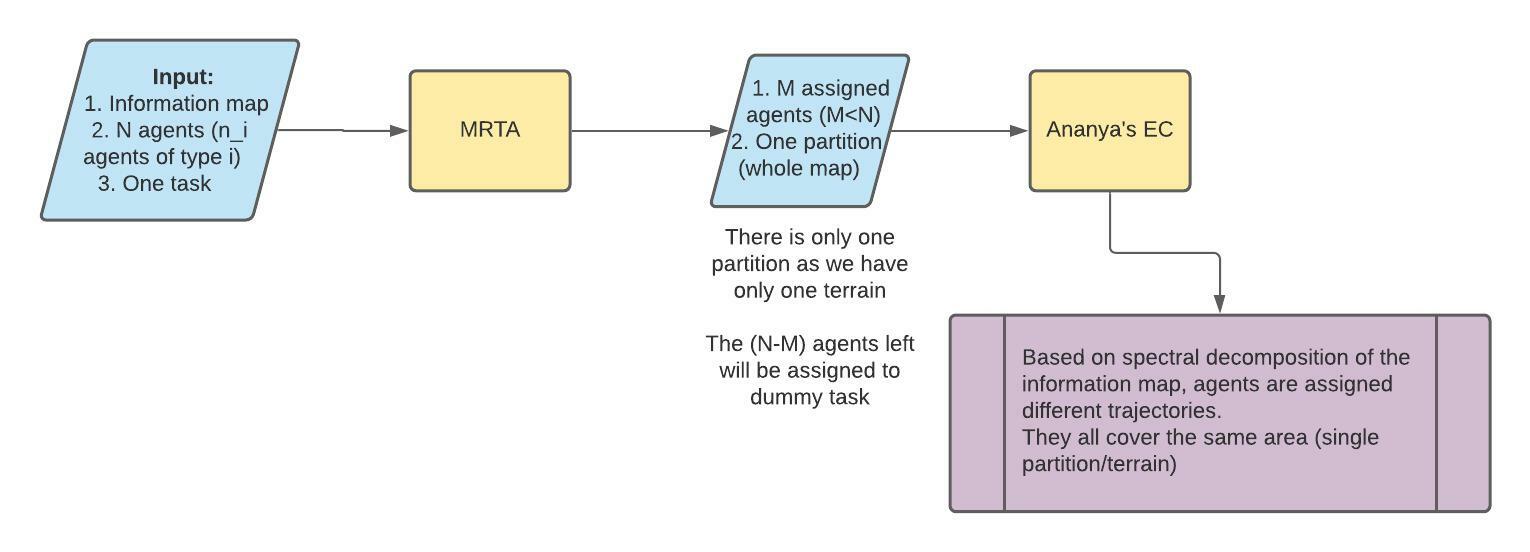 Input:
1. Information map
2. N agents (n_i
agents of type i)
3. One task
MRTA
1. M assigned
agents (M<N)
2. One partition
(whole map)
Ananya's EC
There is only one
partition as we have
only one terrain
The (N-M) agents left
will be assigned to
dummy task
Based on spectral decomposition of the
information map, agents are assigned
different trajectories.
They all cover the same area (single
partition/terrain)